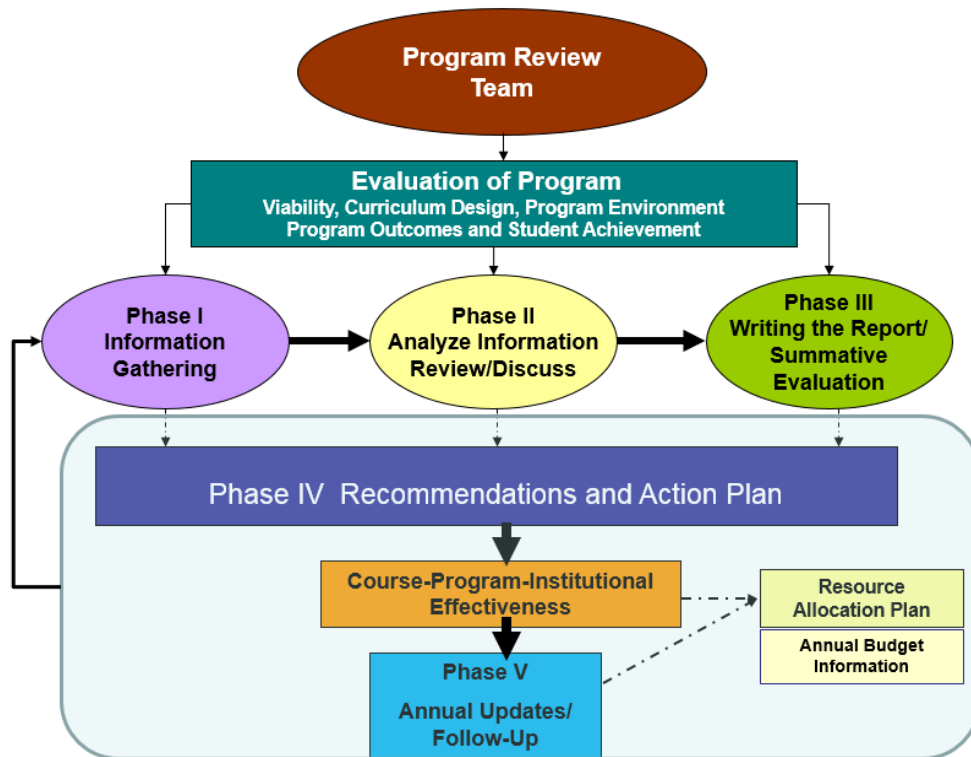 Program Review
Team
Evaluation of Program
Viability, Curriculum Design, Program Environment
Program Outcomes and Student Achievement
Phase I
Information
Gathering
Phase II
Analyze Information
Review/Discuss
Phase III
Writing the Report/
Summative
Evaluation
Phase IV Recommendations and Action Plan
Course-Program-Institutional
Effectiveness
Resource
Allocation Plan
Annual Budget
Information
Phase V
Annual Updates/
Follow-Up